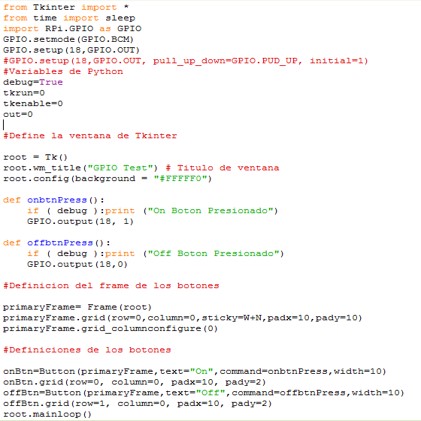 from Tkinter import *
from time import sleep
import RPi.GPIO as GPIO
GPIO.setmode(GPIO.BCM)
GPIO.setup(18,GPIO.OUT)
#GPIO.setup(18,GPIO.OUT, pull_up_down=GPIO.PUD_UP, initial=1)
#Variables de Python
debug=True
tkrun=0
tkenable=0
out=0
#Define la ventana de Tkinter
root = Tk()
root.wm_title("GPIO Test") # Titulo de ventana
root.config(background = "#FFFFF0")
def onbtnPress():
    if ( debug ):print ("On Boton Presionado")
    GPIO.output(18, 1)
def offbtnPress():
    if ( debug ):print ("Off Boton Presionado")
    GPIO.output(18,0)
#Definicion del frame de los botones
primaryFrame= Frame(root)
primaryFrame.grid(row=0,column=0,sticky=W+N,padx=10,pady=10)
primaryFrame.grid_columnconfigure(0)
#Definiciones de los botones
onBtn=Button(primaryFrame,text="On",command=onbtnPress,width=10)
onBtn.grid(row=0, column=0, padx=10, pady=2)
offBtn=Button(primaryFrame,text="Off",command=offbtnPress,width=10)
offBtn.grid(row=1, column=0, padx=10, pady=2)
root.mainloop()